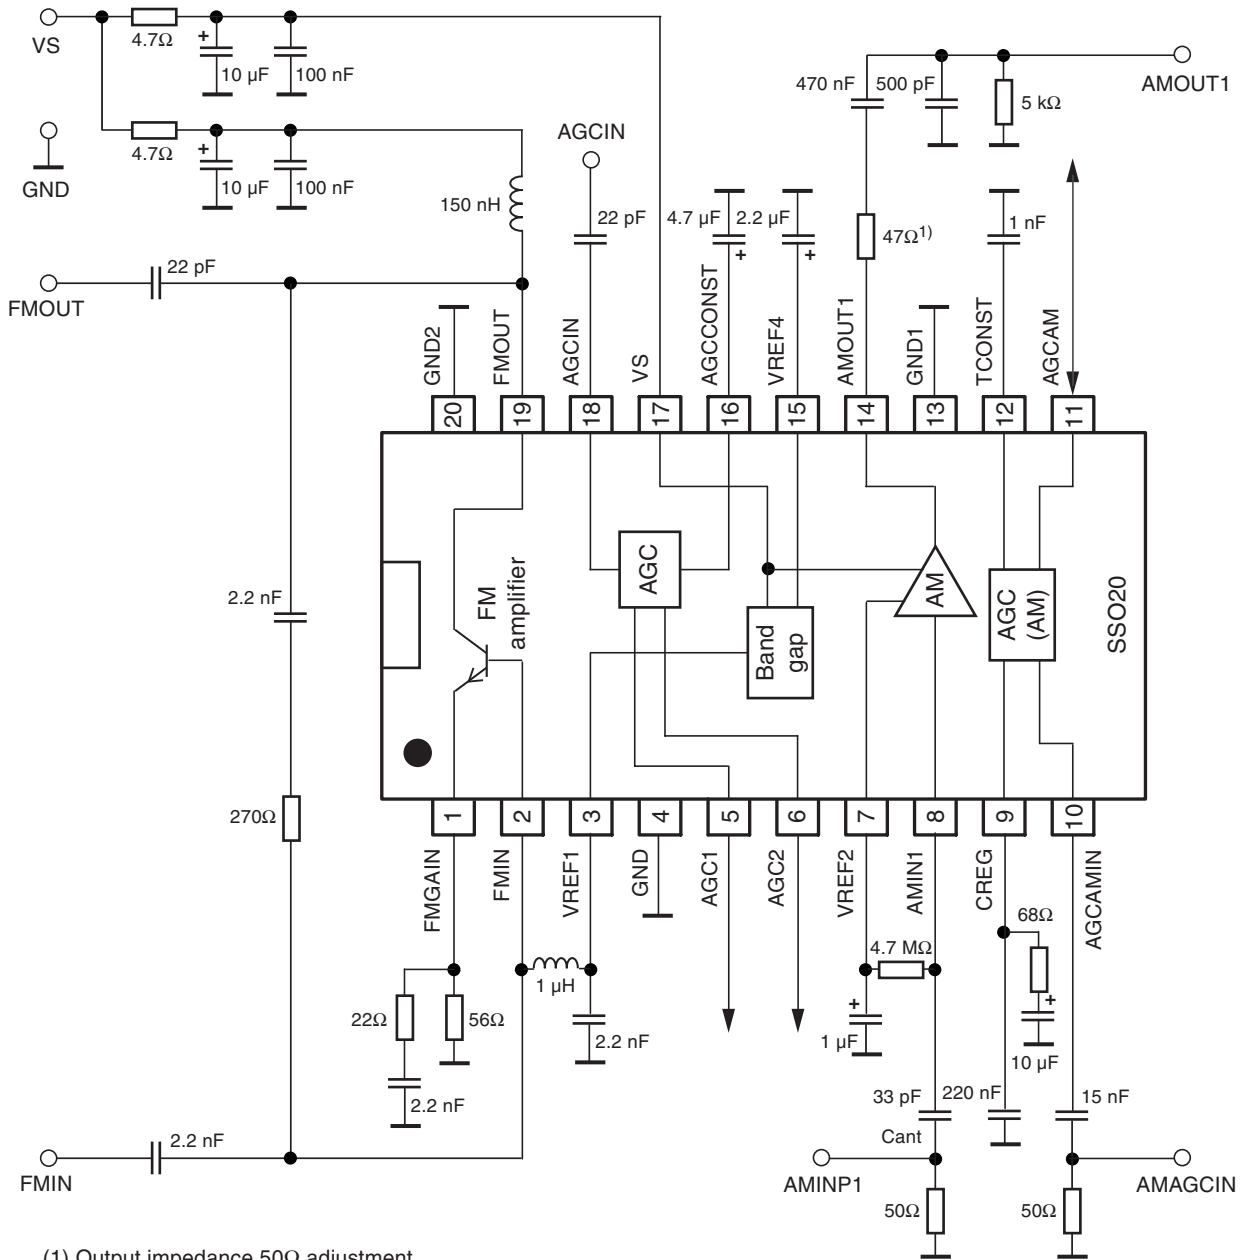 VS
4.7Ω
+
10 µF
100 nF
GND
4.7Ω
+
10 µF
100 nF
150 nH
AGCIN
22 pF
4.7 µF
+
2.2 µF
+
470 nF
500 pF
5 kΩ
AMOUT1
47Ω1)
1 nF
FMOUT
22 pF
GND2
FMOUT
AGCIN
VS
AGCCONST
VREF4
AMOUT1
GND1
TCONST
AGCAM
20
19
18
17
16
15
14
13
12
11
FM
amplifier
AGC
Band
gap
AM
AGC
(AM)
SSO20
2.2 nF
270Ω
1
2
3
4
5
6
7
8
9
10
FMGAIN
FMIN
VREF1
GND
AGC1
AGC2
VREF2
AMIN1
CREG
AGCAMIN
22Ω
56Ω
2.2 nF
1 µH
2.2 nF
4.7 MΩ
+
1 µF
68Ω
+
10 µF
33 pF
Cant
220 nF
15 nF
FMIN
2.2 nF
AMINP1
50Ω
50Ω
AMAGCIN
(1) Output impedance 50Ω adjustment